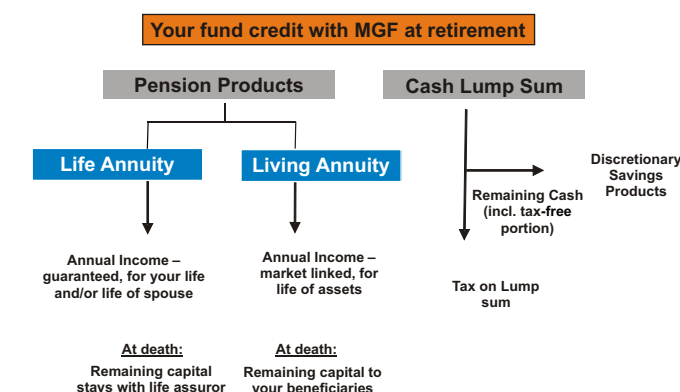 Your fund credit with MGF at retirement
Pension Products
Cash Lump Sum
Life Annuity
Living Annuity
Discretionary
Savings
Products
Remaining Cash
(incl. tax-free
portion)
Annual Income –
guaranteed, for your life
and/or life of spouse
Annual Income –
market linked, for
life of assets
Tax on Lump
sum
At death:
Remaining capital
stays with life assuror
At death:
Remaining capital to
your beneficiaries